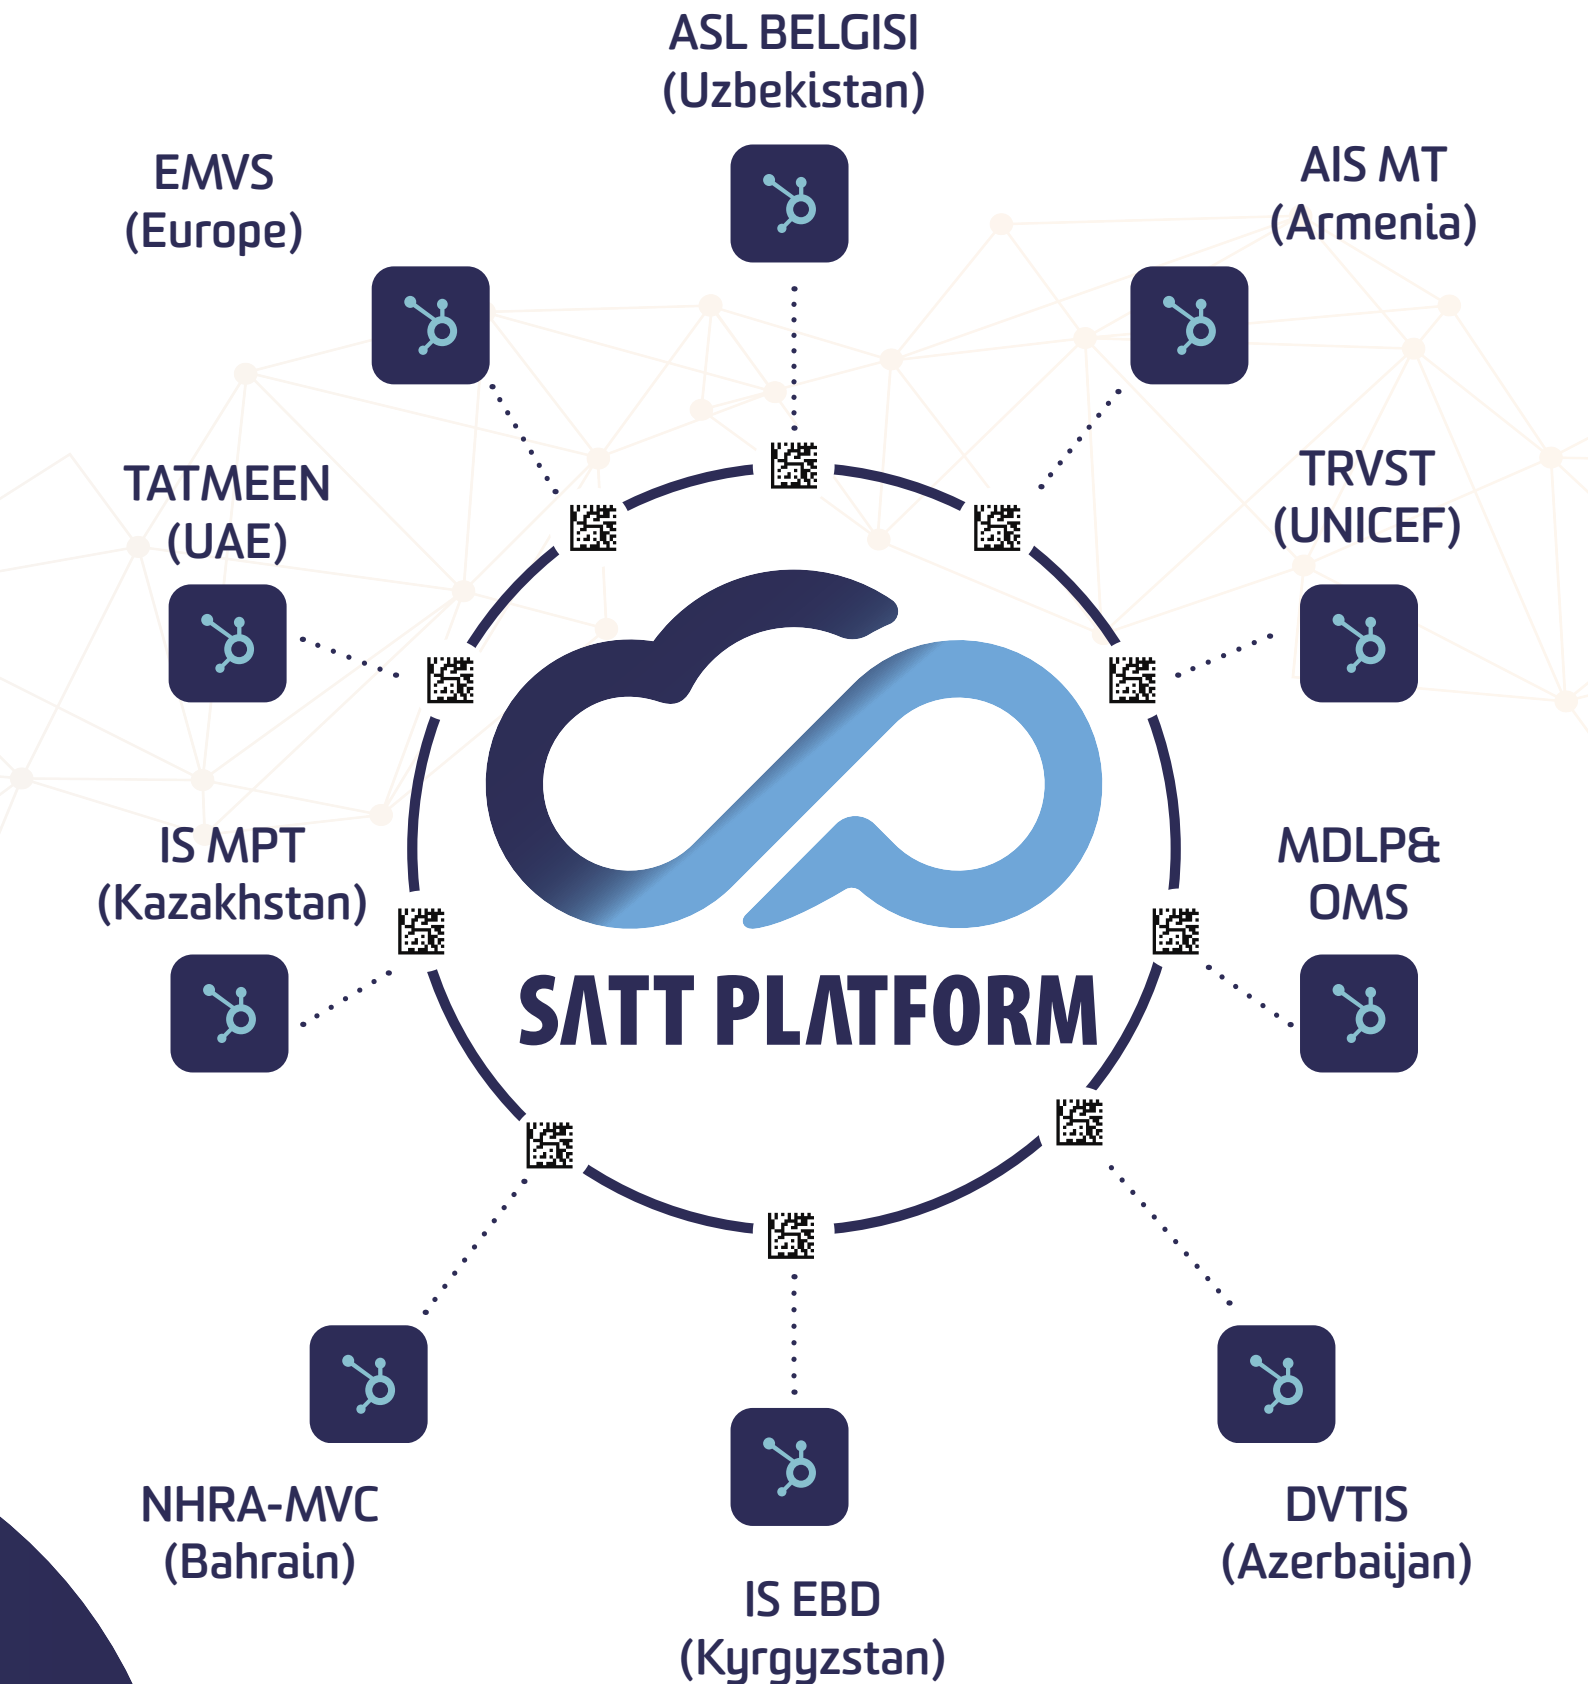 ASL BELGISI
(Uzbekistan)
EMVS
(Europe)
AIS MT
(Armenia)
TATMEEN
(UAE)
TRVST
(UNICEF)
IS MPT
(Kazakhstan)
MDLP&
OMS
SATT PLATFORM
NHRA-MVC
(Bahrain)
DVTIS
(Azerbaijan)
IS EBD
(Kyrgyzstan)